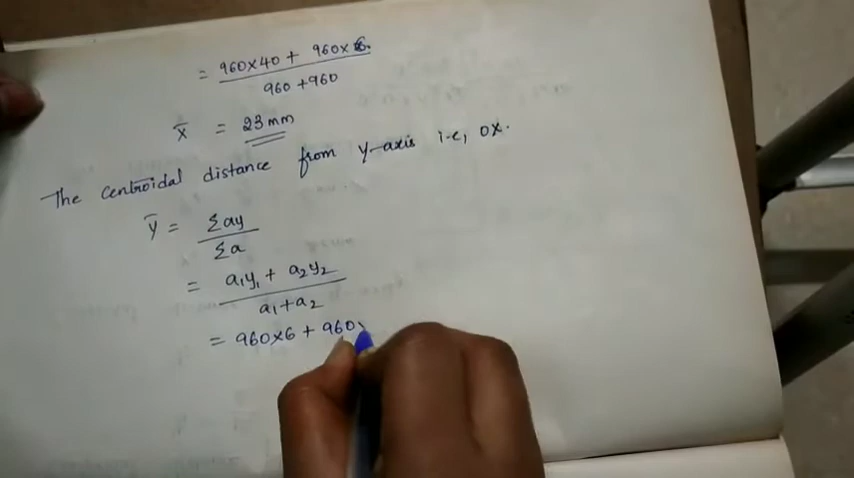 = 960×40 + 960×6.
960 + 960
x̄ = 23 mm
The centroidal distance from y-axis i.e, ox.
ȳ = Σay
Σa
= a₁y₁ + a₂y₂
a₁+a₂
= 960×6 + 960×